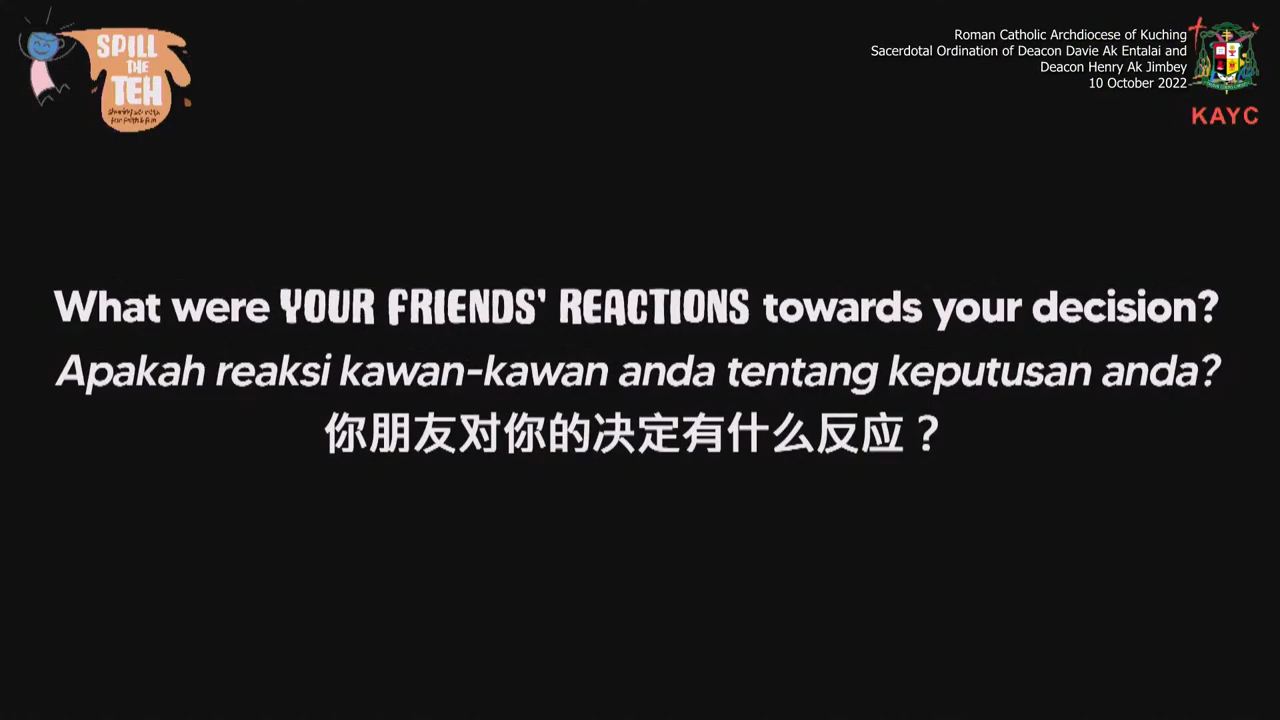 SPILL
THE
TEH
Roman Catholic Archdiocese of Kuching
Sacerdotal Ordination of Deacon Davie Ak Entalai and
Deacon Henry Ak Jimbey
10 October 2022
KAYC
What were YOUR FRIENDS' REACTIONS towards your decision?
Apakah reaksi kawan-kawan anda tentang keputusan anda?
你朋友对你的决定有什么反应？